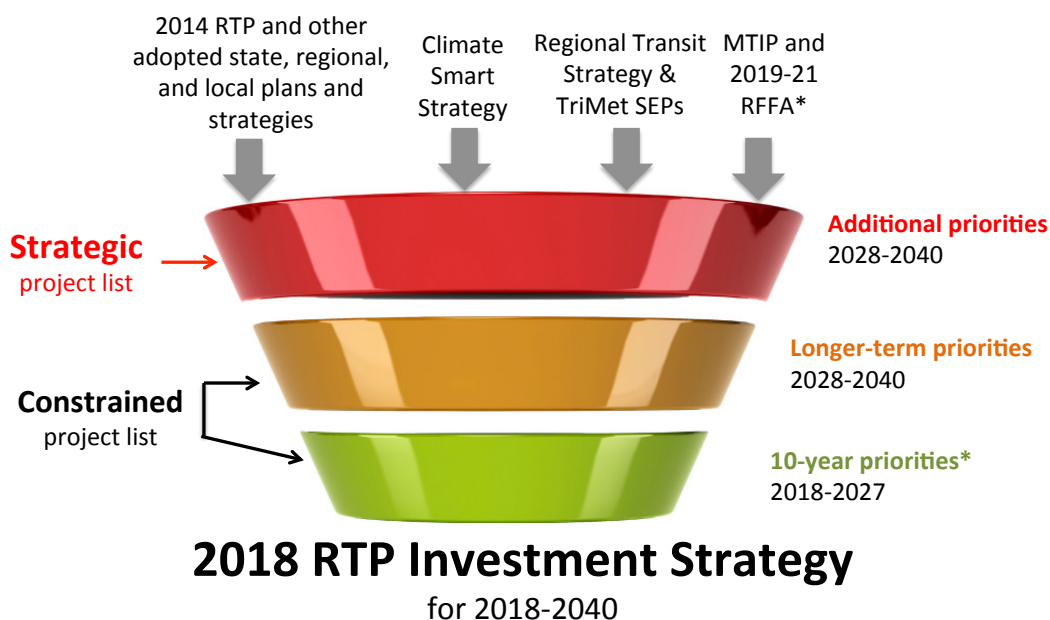 2014 RTP and other
adopted state, regional,
and local plans and
strategies
Climate
Smart
Strategy
Regional Transit
Strategy &
TriMet SEPs
MTIP and
2019-21
RFFA*
Strategic
project list
Additional priorities
2028-2040
Longer-term priorities
2028-2040
Constrained
project list
10-year priorities*
2018-2027
2018 RTP Investment Strategy
for 2018-2040